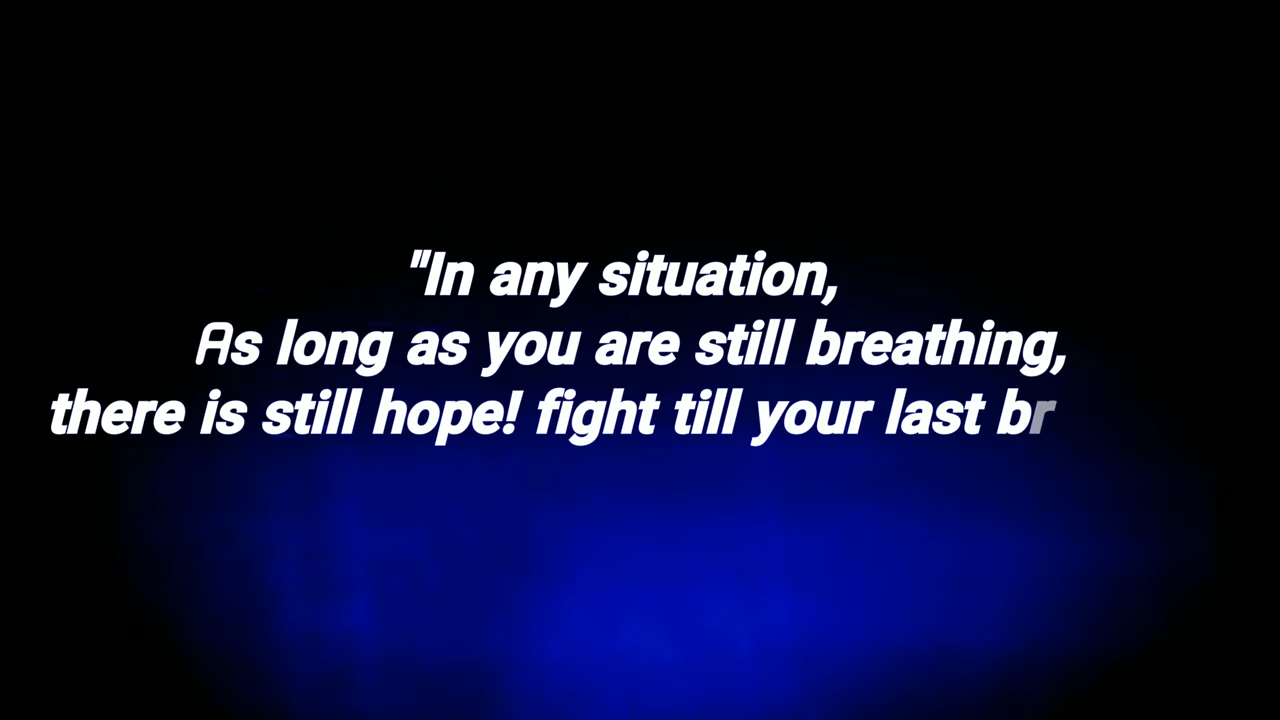 "In any situation,
As long as you are still breathing,
there is still hope! fight till your last br